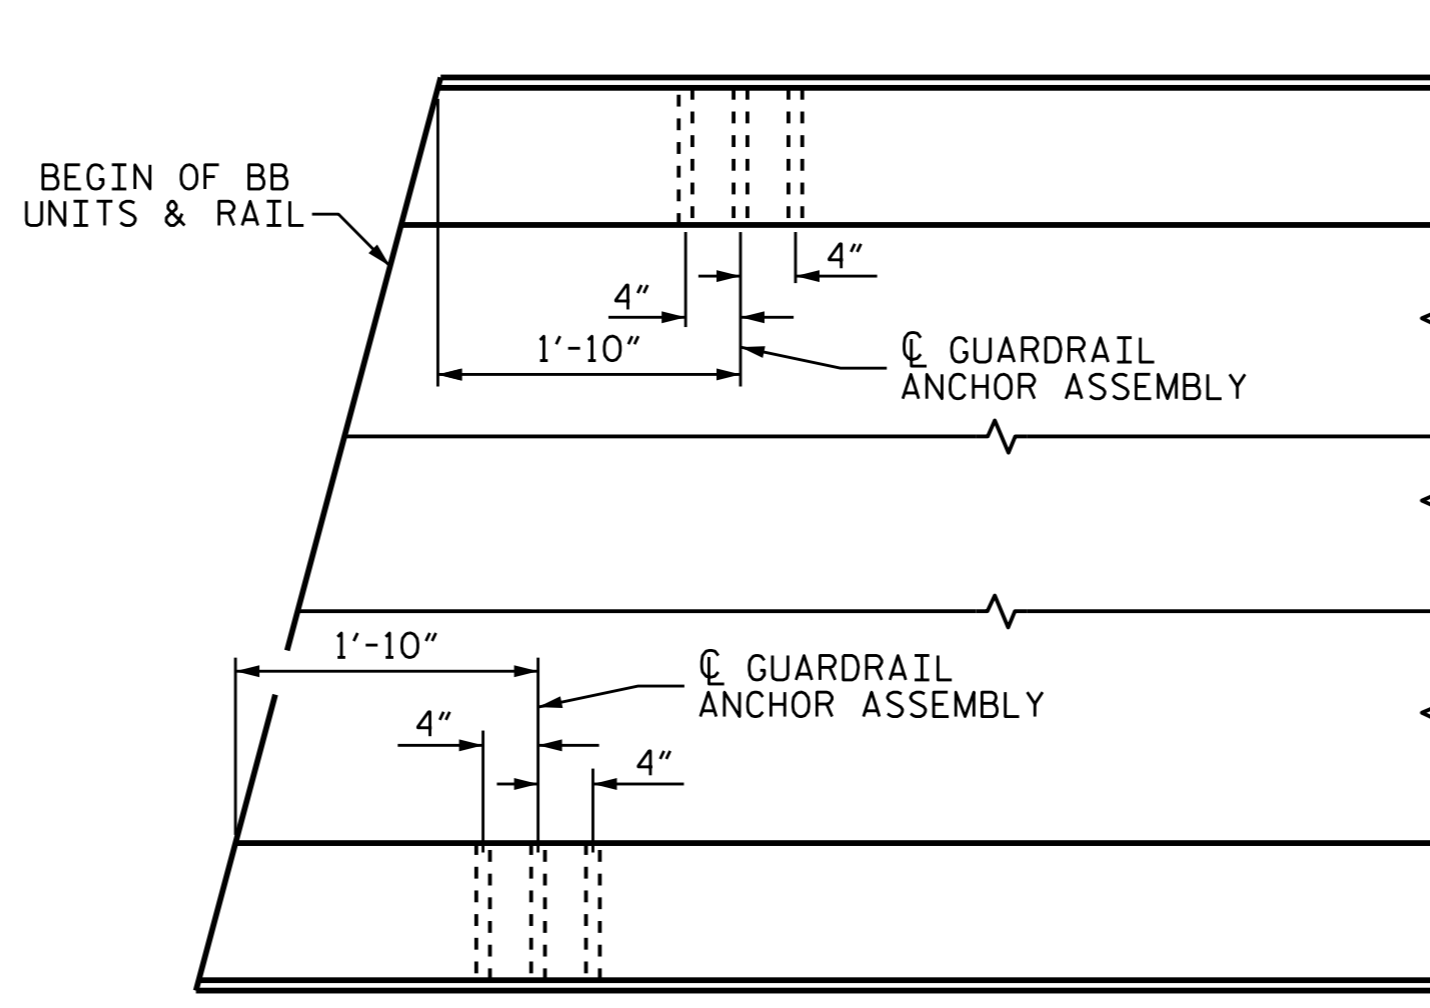 BEGIN OF BB
UNITS & RAIL
4″
4″
1′-10″
℄ GUARDRAIL
ANCHOR ASSEMBLY
1′-10″
℄ GUARDRAIL
ANCHOR ASSEMBLY
4″
4″